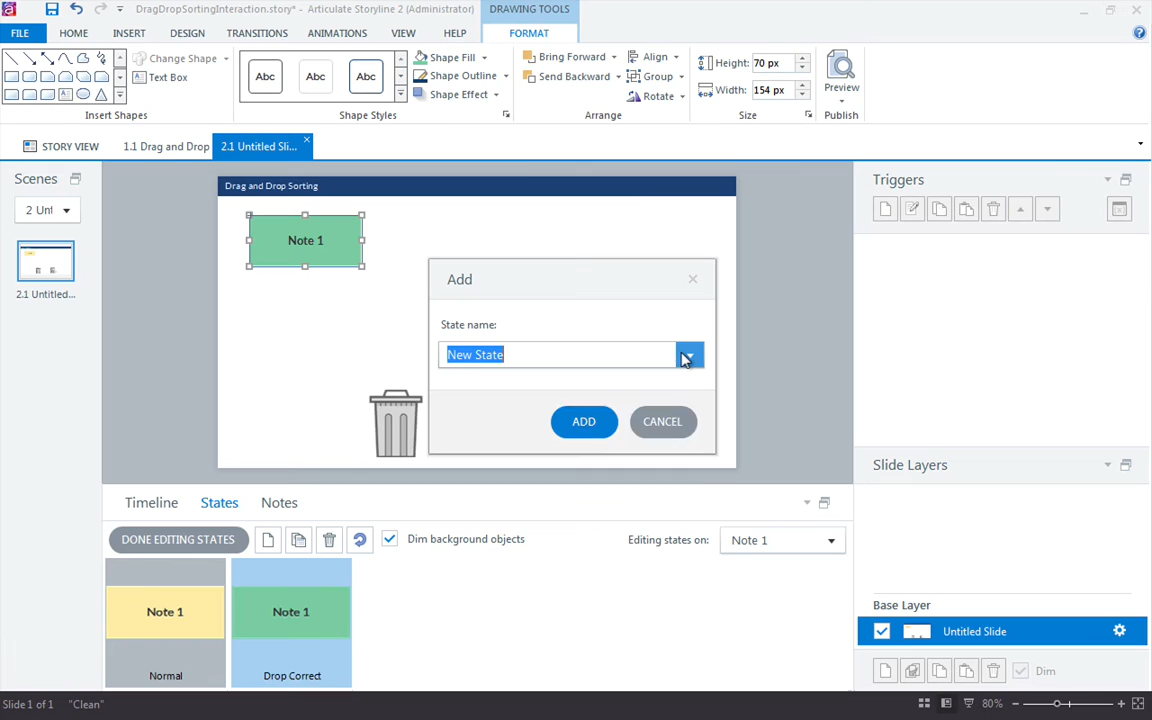 DragDropSortingInteraction.story* - Articulate Storyline 2 (Administrator)
DRAWING TOOLS
FILE HOME INSERT DESIGN TRANSITIONS ANIMATIONS VIEW HELP FORMAT
Change Shape
Text Box
Insert Shapes
Abc Abc Abc
Shape Fill
Shape Outline
Shape Effect
Shape Styles
Bring Forward Align
Send Backward Group
Rotate
Arrange
Height: 70 px
Width: 154 px
Size
Preview
Publish
STORY VIEW 1.1 Drag and Drop 2.1 Untitled Sli...
Scenes
2 Unt
2.1 Untitled...
Drag and Drop Sorting
Note 1
Add
State name:
New State
ADD CANCEL
Triggers
(x)
Slide Layers
Base Layer
Untitled Slide
Dim
Timeline States Notes
DONE EDITING STATES
Dim background objects
Editing states on: Note 1
Note 1 Note 1
Normal Drop Correct
Slide 1 of 1 "Clean" 80%